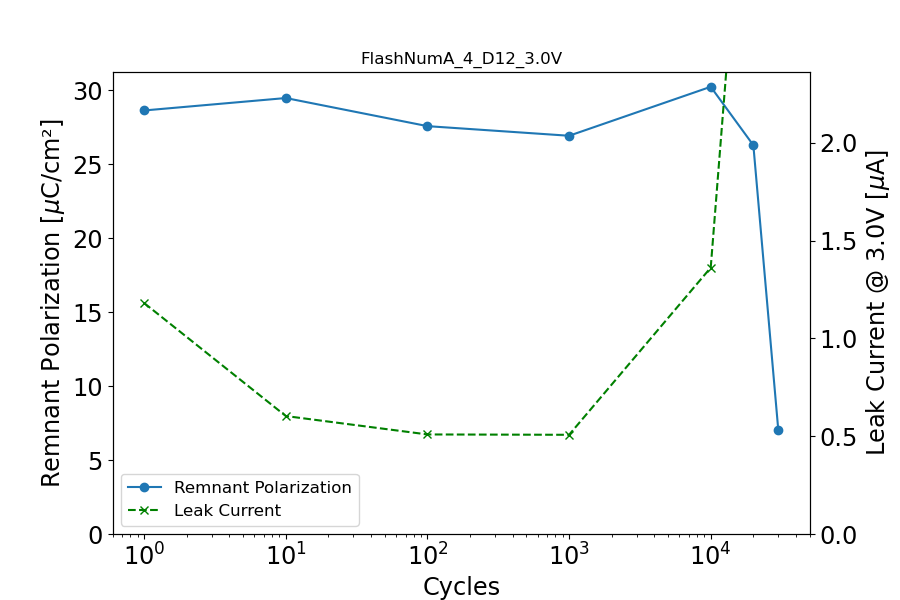 FlashNumA_4_D12_3.0V
Remnant Polarization [μC/cm²]
30
25
20
15
10
5
0
2.0
1.5
1.0
0.5
0.0
Leak Current @ 3.0V [μA]
Remnant Polarization
Leak Current
10⁰ 10¹ 10² 10³ 10⁴
Cycles